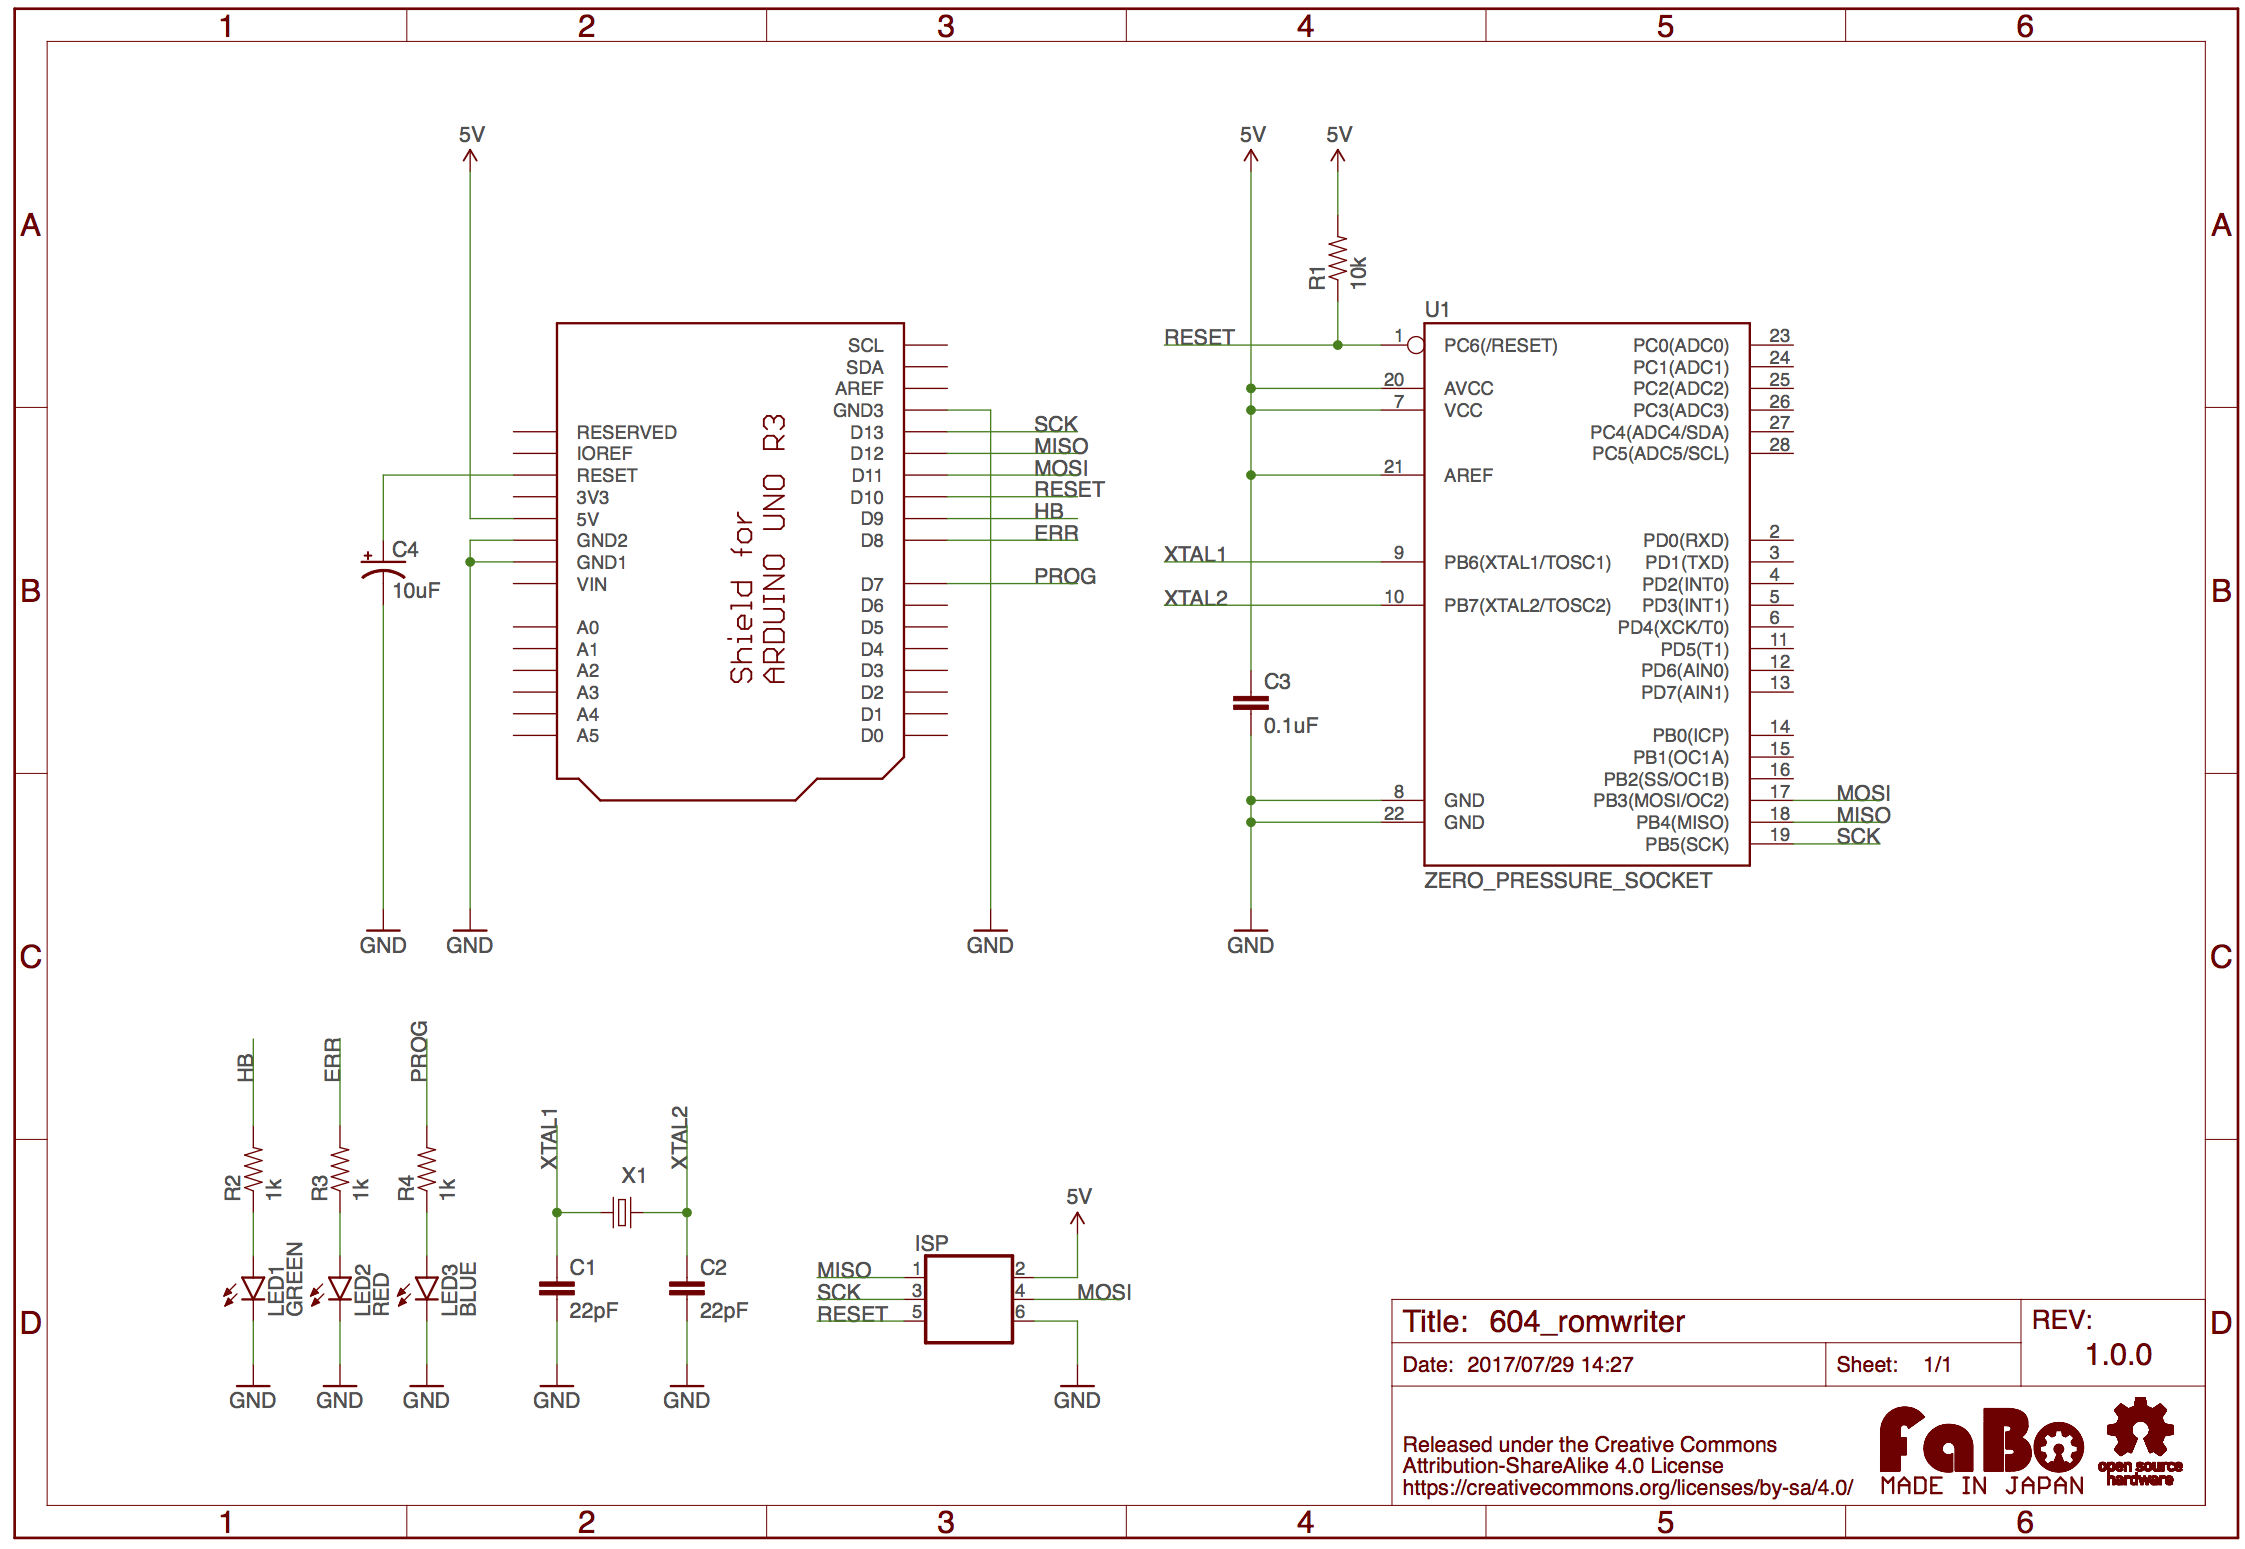 1 2 3 4 5 6
A
B
C
D
A
B
C
D
5V
RESERVED
IOREF
RESET
3V3
5V
GND2
GND1
VIN
A0
A1
A2
A3
A4
A5
Shield for
ARDUINO UNO R3
SCL
SDA
AREF
GND3
D13
D12
D11
D10
D9
D8
D7
D6
D5
D4
D3
D2
D1
D0
SCK
MISO
MOSI
RESET
HB
ERR
PROG
C4
10uF
GND
GND
GND
5V
5V
R1
10k
U1
RESET
XTAL1
XTAL2
1
20
7
21
9
10
8
22
PC6(/RESET)
AVCC
VCC
AREF
PB6(XTAL1/TOSC1)
PB7(XTAL2/TOSC2)
GND
GND
PC0(ADC0)
PC1(ADC1)
PC2(ADC2)
PC3(ADC3)
PC4(ADC4/SDA)
PC5(ADC5/SCL)
PD0(RXD)
PD1(TXD)
PD2(INT0)
PD3(INT1)
PD4(XCK/T0)
PD5(T1)
PD6(AIN0)
PD7(AIN1)
PB0(ICP)
PB1(OC1A)
PB2(SS/OC1B)
PB3(MOSI/OC2)
PB4(MISO)
PB5(SCK)
23
24
25
26
27
28
2
3
4
5
6
11
12
13
14
15
16
17
18
19
MOSI
MISO
SCK
ZERO_PRESSURE_SOCKET
C3
0.1uF
GND
HB
R2
1k
LED1
GREEN
GND
ERR
R3
1k
LED2
RED
GND
PROG
R4
1k
LED3
BLUE
GND
XTAL1
XTAL2
X1
C1
22pF
C2
22pF
GND
GND
ISP
MISO
SCK
RESET
1
3
5
2
4
6
5V
MOSI
GND
Title: 604_romwriter
Date: 2017/07/29 14:27
Sheet: 1/1
REV:
1.0.0
Released under the Creative Commons
Attribution-ShareAlike 4.0 License
https://creativecommons.org/licenses/by-sa/4.0/
FaBo
MADE IN JAPAN
open source
hardware
1 2 3 4 5 6